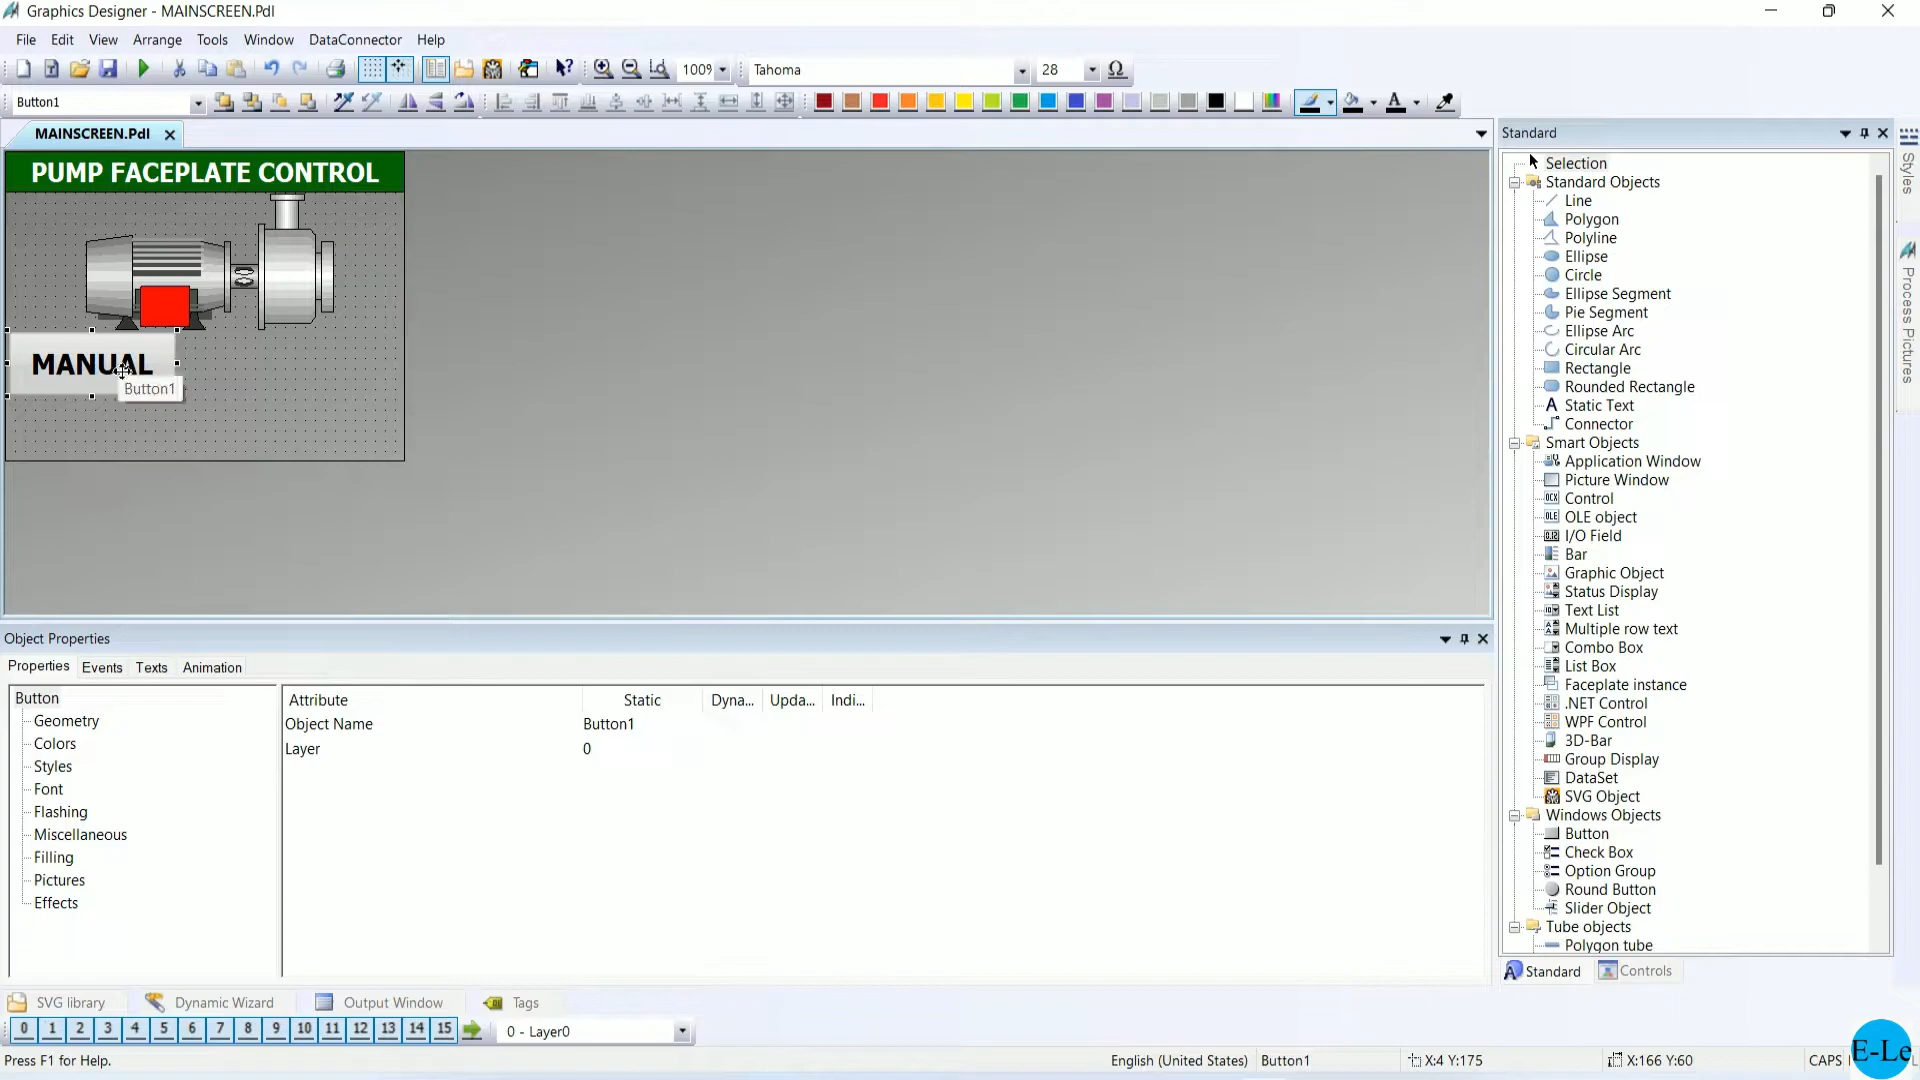 Graphics Designer - MAINSCREEN.Pdl
File Edit View Arrange Tools Window DataConnector Help
100% Tahoma 28 Ω
Button1
MAINSCREEN.Pdl
PUMP FACEPLATE CONTROL
MANUAL
Button1
Standard
Selection
Standard Objects
Line
Polygon
Polyline
Ellipse
Circle
Ellipse Segment
Pie Segment
Ellipse Arc
Circular Arc
Rectangle
Rounded Rectangle
A Static Text
Connector
Smart Objects
Application Window
Picture Window
OCX Control
OLE OLE object
0.12 I/O Field
Bar
Graphic Object
Status Display
Text List
Multiple row text
Combo Box
List Box
Faceplate instance
.NET Control
WPF Control
3D-Bar
Group Display
DataSet
SVG Object
Windows Objects
Button
Check Box
Option Group
Round Button
Slider Object
Tube objects
Polygon tube
Standard Controls
Styles
Process Pictures
Object Properties
Properties Events Texts Animation
Button
Geometry
Colors
Styles
Font
Flashing
Miscellaneous
Filling
Pictures
Effects
Attribute Static Dyna... Upda... Indi...
Object Name Button1
Layer 0
SVG library Dynamic Wizard Output Window Tags
0 1 2 3 4 5 6 7 8 9 10 11 12 13 14 15 0 - Layer0
Press F1 for Help. English (United States) Button1 X:4 Y:175 X:166 Y:60 CAPS
E-Le